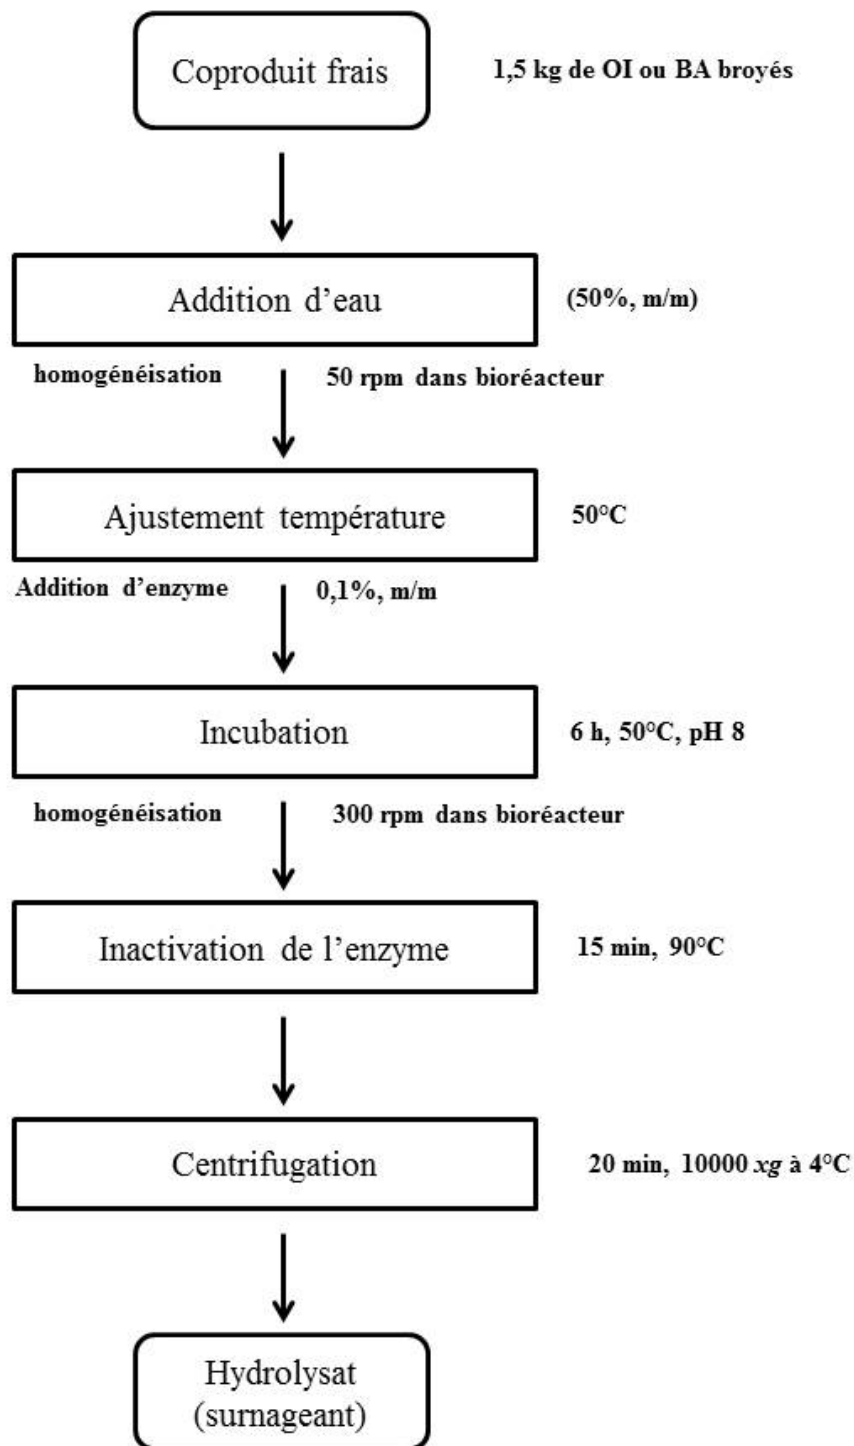 Coproduit frais
1,5 kg de OI ou BA broyés
Addition d'eau
(50%, m/m)
homogénéisation
50 rpm dans bioréacteur
Ajustement température
50°C
Addition d'enzyme
0,1%, m/m
Incubation
6 h, 50°C, pH 8
homogénéisation
300 rpm dans bioréacteur
Inactivation de l'enzyme
15 min, 90°C
Centrifugation
20 min, 10000 xg à 4°C
Hydrolysat
(surnageant)